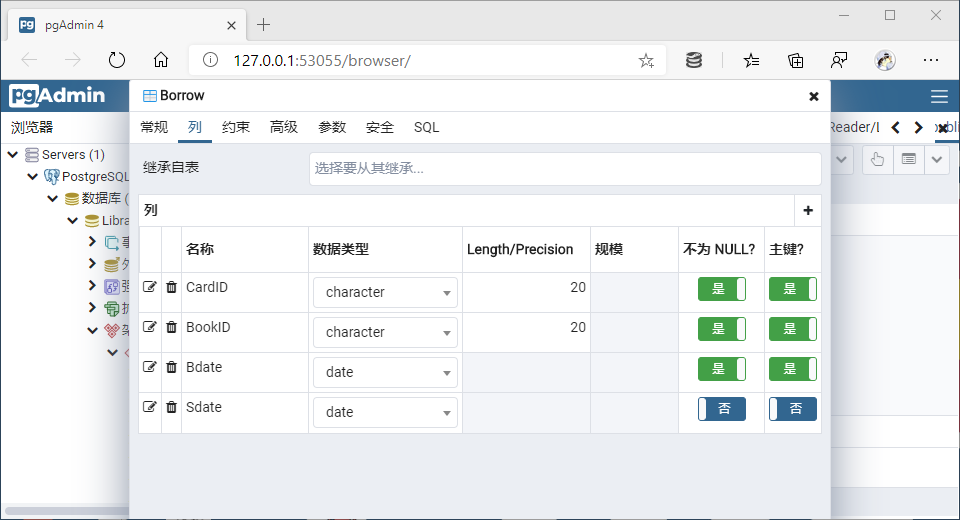 pgAdmin 4
127.0.0.1:53055/browser/
pgAdmin
Borrow
浏览器
常规 列 约束 高级 参数 安全 SQL
Reader/L
Servers (1)
继承自表 选择要从其继承...
PostgreSQL
数据库 (
列
Libra
名称 数据类型 Length/Precision 规模 不为 NULL? 主键?
CardID character 20 是 是
BookID character 20 是 是
Bdate date 是 是
Sdate date 否 否